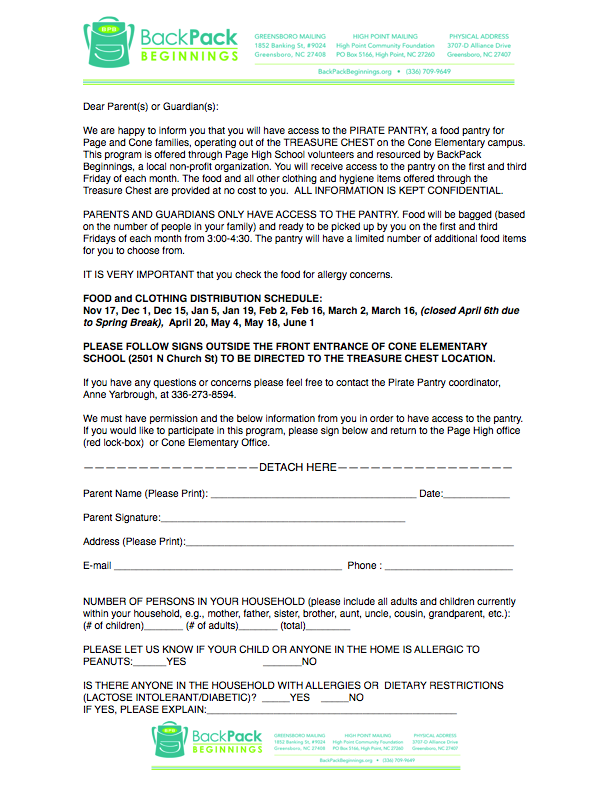 BPB
BackPack
BEGINNINGS
GREENSBORO MAILING
1852 Banking St, #9024
Greensboro, NC 27408
HIGH POINT MAILING
High Point Community Foundation
PO Box 5166, High Point, NC 27260
PHYSICAL ADDRESS
3707-D Alliance Drive
Greensboro, NC 27407
BackPackBeginnings.org • (336) 709-9649
Dear Parent(s) or Guardian(s):
We are happy to inform you that you will have access to the PIRATE PANTRY, a food pantry for
Page and Cone families, operating out of the TREASURE CHEST on the Cone Elementary campus.
This program is offered through Page High School volunteers and resourced by BackPack
Beginnings, a local non-profit organization. You will receive access to the pantry on the first and third
Friday of each month. The food and all other clothing and hygiene items offered through the
Treasure Chest are provided at no cost to you. ALL INFORMATION IS KEPT CONFIDENTIAL.
PARENTS AND GUARDIANS ONLY HAVE ACCESS TO THE PANTRY. Food will be bagged (based
on the number of people in your family) and ready to be picked up by you on the first and third
Fridays of each month from 3:00-4:30. The pantry will have a limited number of additional food items
for you to choose from.
IT IS VERY IMPORTANT that you check the food for allergy concerns.
FOOD and CLOTHING DISTRIBUTION SCHEDULE:
Nov 17, Dec 1, Dec 15, Jan 5, Jan 19, Feb 2, Feb 16, March 2, March 16, (closed April 6th due
to Spring Break), April 20, May 4, May 18, June 1
PLEASE FOLLOW SIGNS OUTSIDE THE FRONT ENTRANCE OF CONE ELEMENTARY
SCHOOL (2501 N Church St) TO BE DIRECTED TO THE TREASURE CHEST LOCATION.
If you have any questions or concerns please feel free to contact the Pirate Pantry coordinator,
Anne Yarbrough, at 336-273-8594.
We must have permission and the below information from you in order to have access to the pantry.
If you would like to participate in this program, please sign below and return to the Page High office
(red lock-box) or Cone Elementary Office.
————————————————DETACH HERE————————————————
Parent Name (Please Print): _____________________________________ Date:____________
Parent Signature:____________________________________________
Address (Please Print):___________________________________________________________
E-mail _________________________________________ Phone : _______________________
NUMBER OF PERSONS IN YOUR HOUSEHOLD (please include all adults and children currently
within your household, e.g., mother, father, sister, brother, aunt, uncle, cousin, grandparent, etc.):
(# of children)_______ (# of adults)_______ (total)________
PLEASE LET US KNOW IF YOUR CHILD OR ANYONE IN THE HOME IS ALLERGIC TO
PEANUTS:______YES _______NO
IS THERE ANYONE IN THE HOUSEHOLD WITH ALLERGIES OR DIETARY RESTRICTIONS
(LACTOSE INTOLERANT/DIABETIC)? _____YES _____NO
IF YES, PLEASE EXPLAIN:_____________________________________________
BPB
BackPack
BEGINNINGS
GREENSBORO MAILING
1852 Banking St, #9024
Greensboro, NC 27408
HIGH POINT MAILING
High Point Community Foundation
PO Box 5166, High Point, NC 27260
PHYSICAL ADDRESS
3707-D Alliance Drive
Greensboro, NC 27407
BackPackBeginnings.org • (336) 709-9649